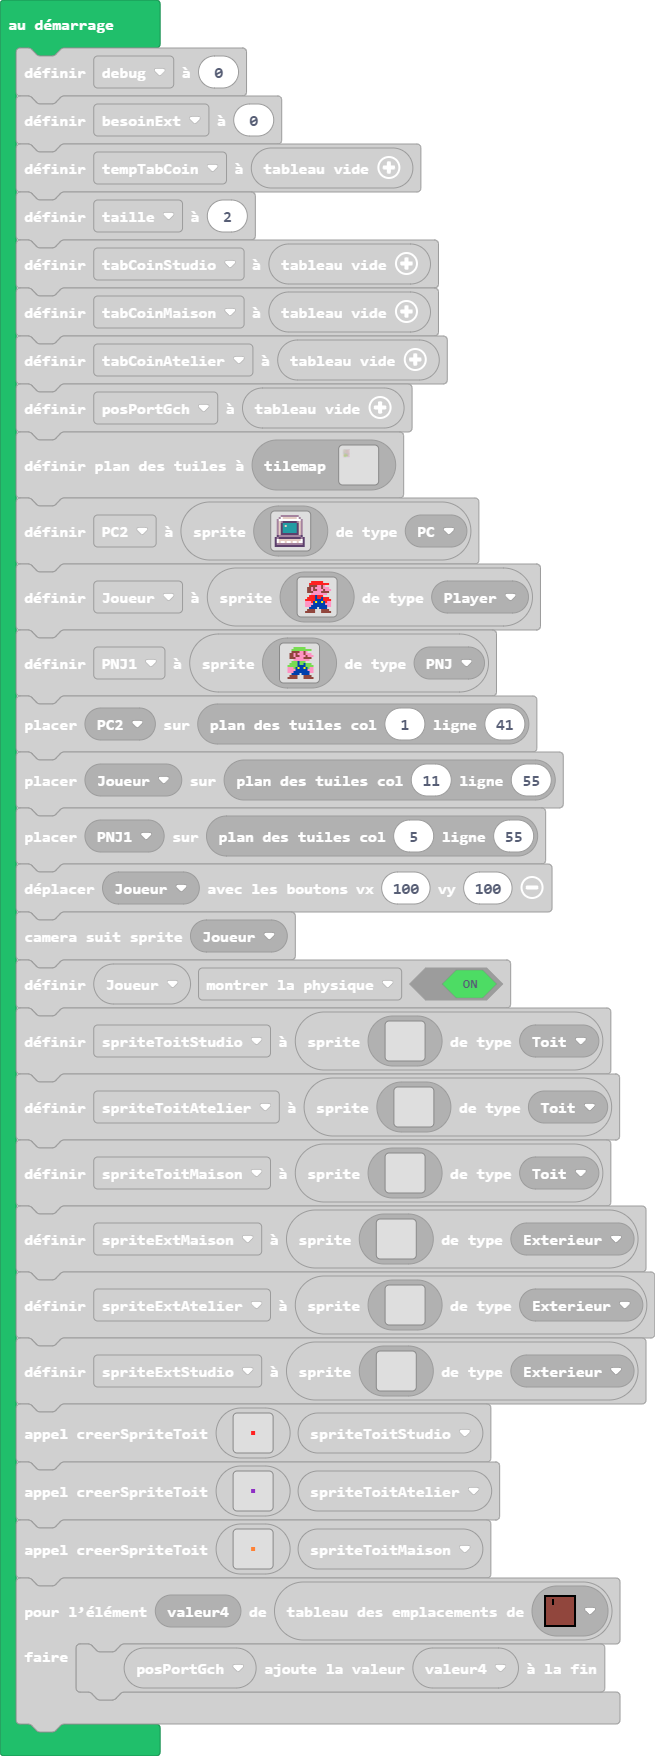 au démarrage
définir debug à 0
définir besoinExt à 0
définir tempTabCoin à tableau vide
définir taille à 2
définir tabCoinStudio à tableau vide
définir tabCoinMaison à tableau vide
définir tabCoinAtelier à tableau vide
définir posPortGch à tableau vide
définir plan des tuiles à tilemap
définir PC2 à sprite de type PC
définir Joueur à sprite de type Player
définir PNJ1 à sprite de type PNJ
placer PC2 sur plan des tuiles col 1 ligne 41
placer Joueur sur plan des tuiles col 11 ligne 55
placer PNJ1 sur plan des tuiles col 5 ligne 55
déplacer Joueur avec les boutons vx 100 vy 100
camera suit sprite Joueur
définir Joueur montrer la physique ON
définir spriteToitStudio à sprite de type Toit
définir spriteToitAtelier à sprite de type Toit
définir spriteToitMaison à sprite de type Toit
définir spriteExtMaison à sprite de type Exterieur
définir spriteExtAtelier à sprite de type Exterieur
définir spriteExtStudio à sprite de type Exterieur
appel creerSpriteToit spriteToitStudio
appel creerSpriteToit spriteToitAtelier
appel creerSpriteToit spriteToitMaison
pour l’élément valeur4 de tableau des emplacements de
faire
posPortGch ajoute la valeur valeur4 à la fin